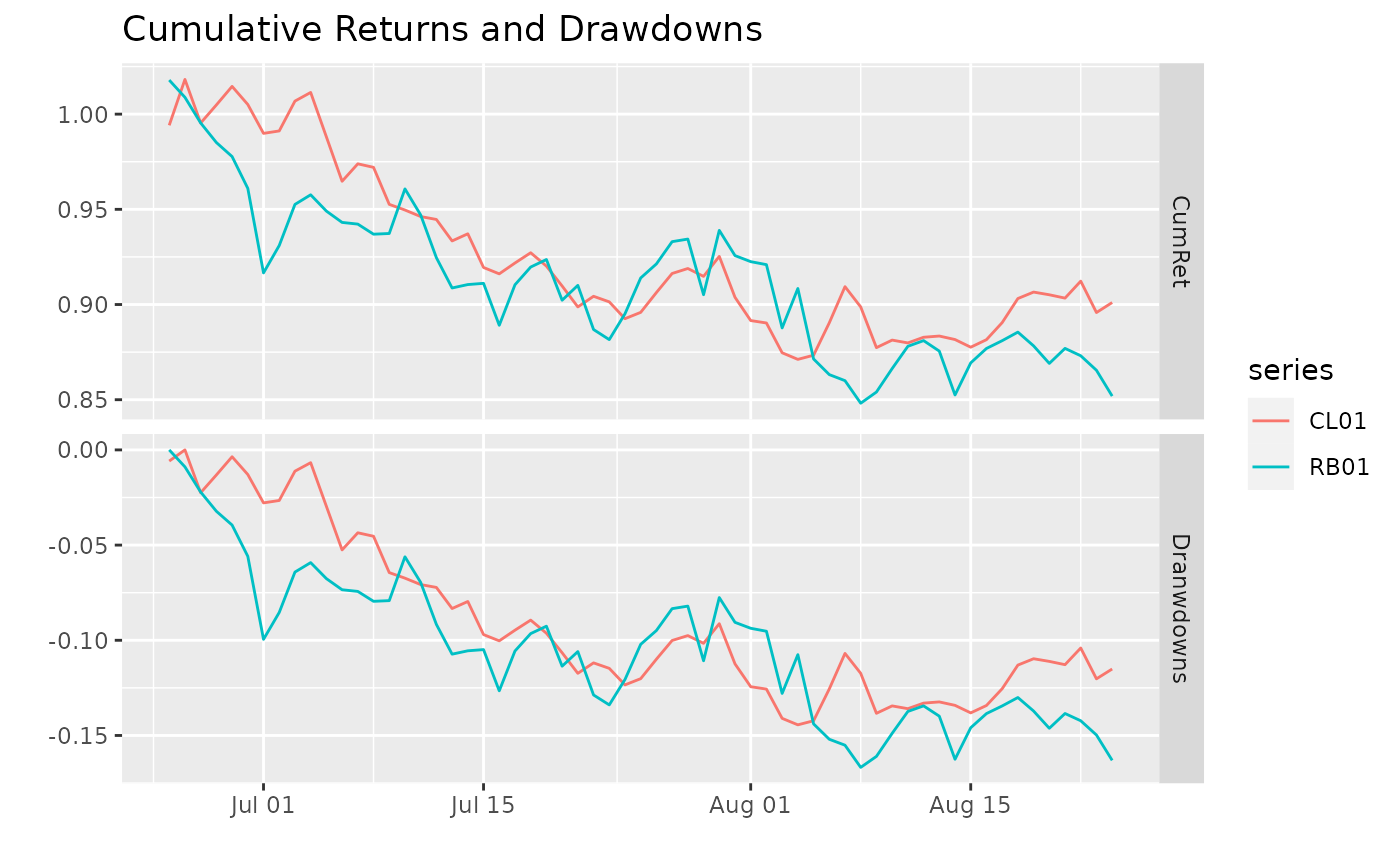 Cumulative Returns and Drawdowns
1.00
0.95
0.90
0.85
CumRet
0.00
-0.05
-0.10
-0.15
Dranwdowns
Jul 01
Jul 15
Aug 01
Aug 15
series
CL01
RB01